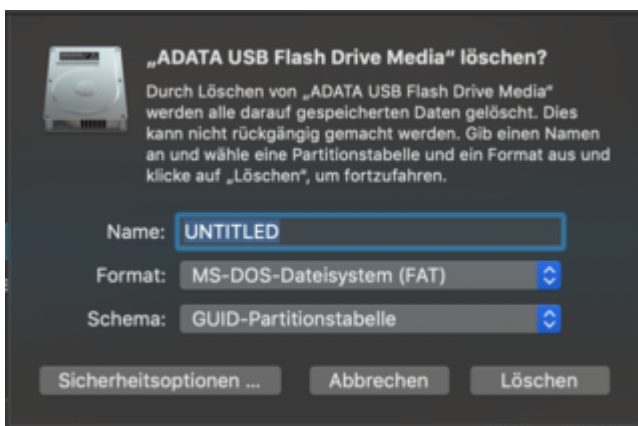 „ADATA USB Flash Drive Media“ löschen?
Durch Löschen von „ADATA USB Flash Drive Media“
werden alle darauf gespeicherten Daten gelöscht. Dies
kann nicht rückgängig gemacht werden. Gib einen Namen
an und wähle eine Partitionstabelle und ein Format aus und
klicke auf „Löschen“, um fortzufahren.
Name: UNTITLED
Format: MS-DOS-Dateisystem (FAT)
Schema: GUID-Partitionstabelle
Sicherheitsoptionen ... Abbrechen Löschen